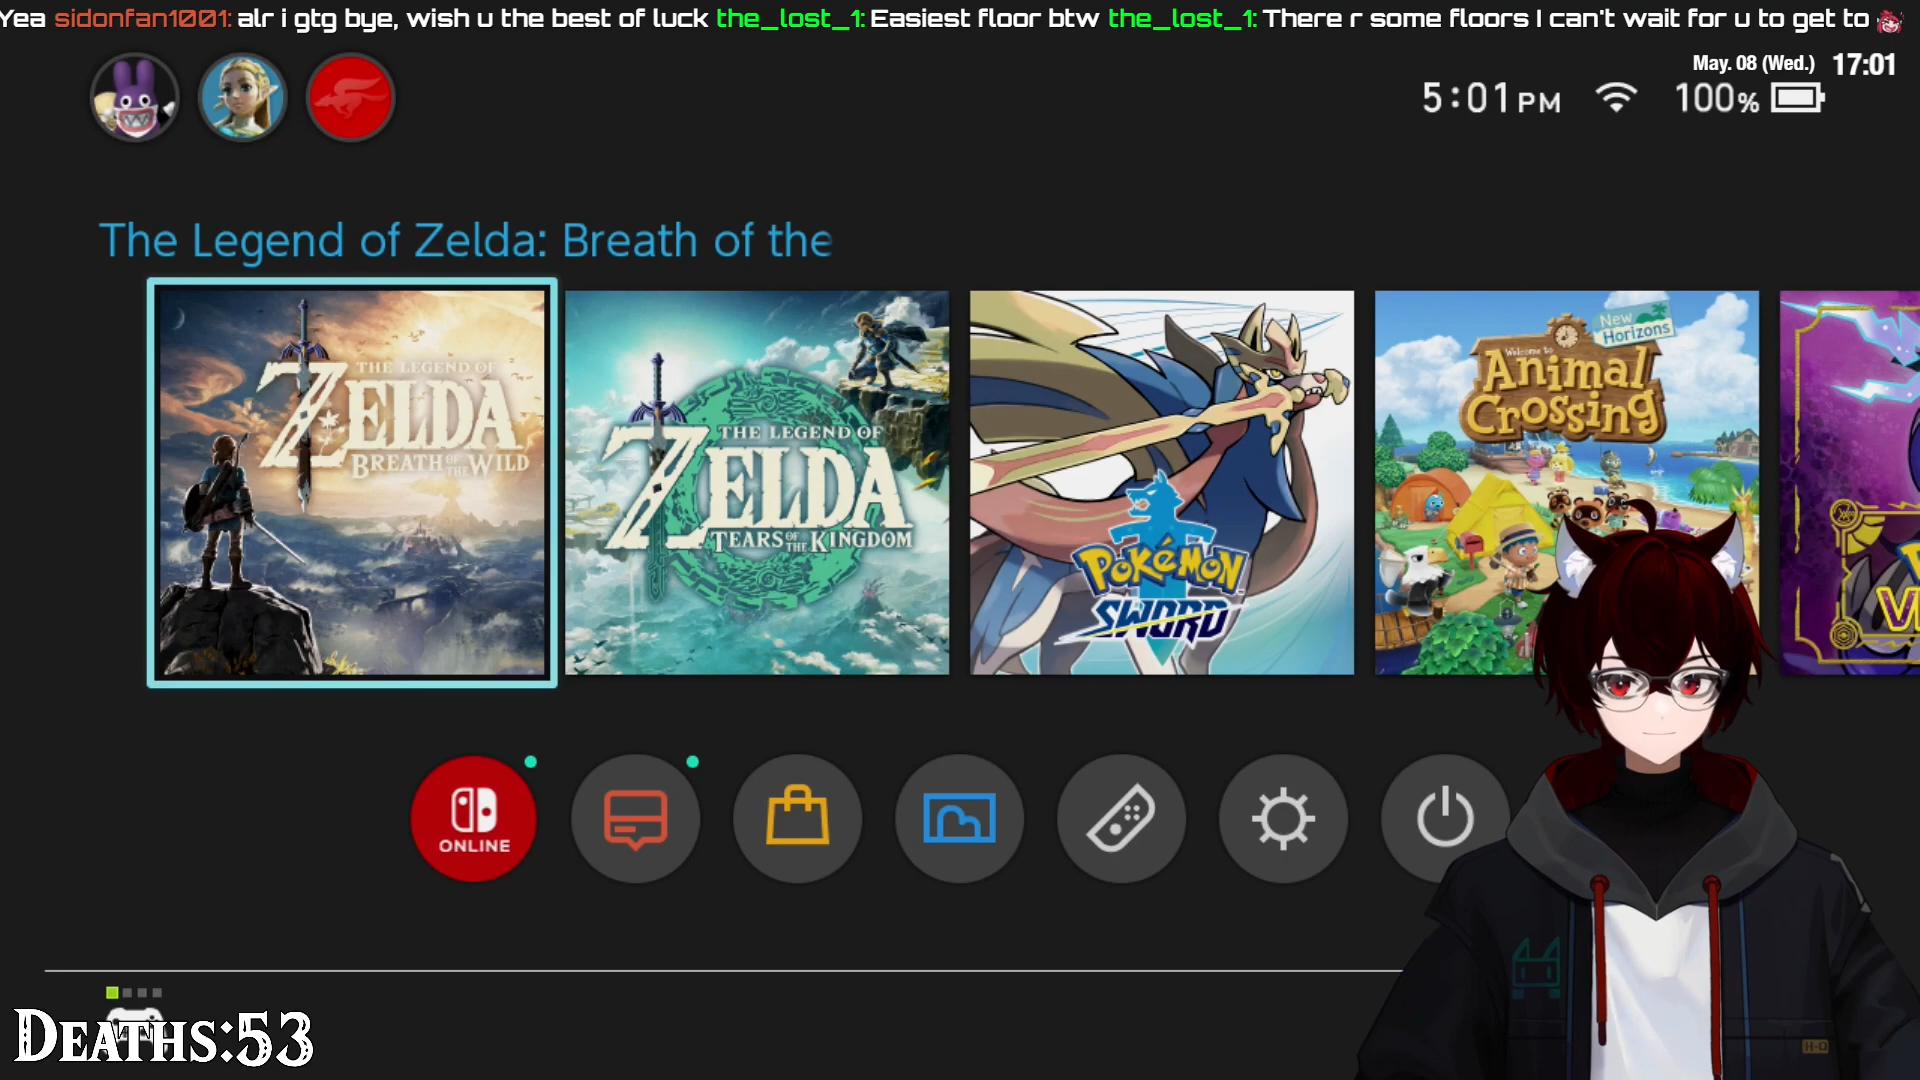 Yea sidonfan1001: alr i gtg bye, wish u the best of luck the_lost_1: Easiest floor btw the_lost_1: There r some floors I can't wait for u to get to
May. 08 (Wed.) 17:01
5:01 PM 100%
The Legend of Zelda: Breath of the
THE LEGEND OF
ZELDA
BREATH OF THE WILD
THE LEGEND OF
ZELDA
TEARS OF THE KINGDOM
POKÉMON
SWORD
New
Horizons
Welcome to
Animal
Crossing
ONLINE
DEATHS:53
H-Q